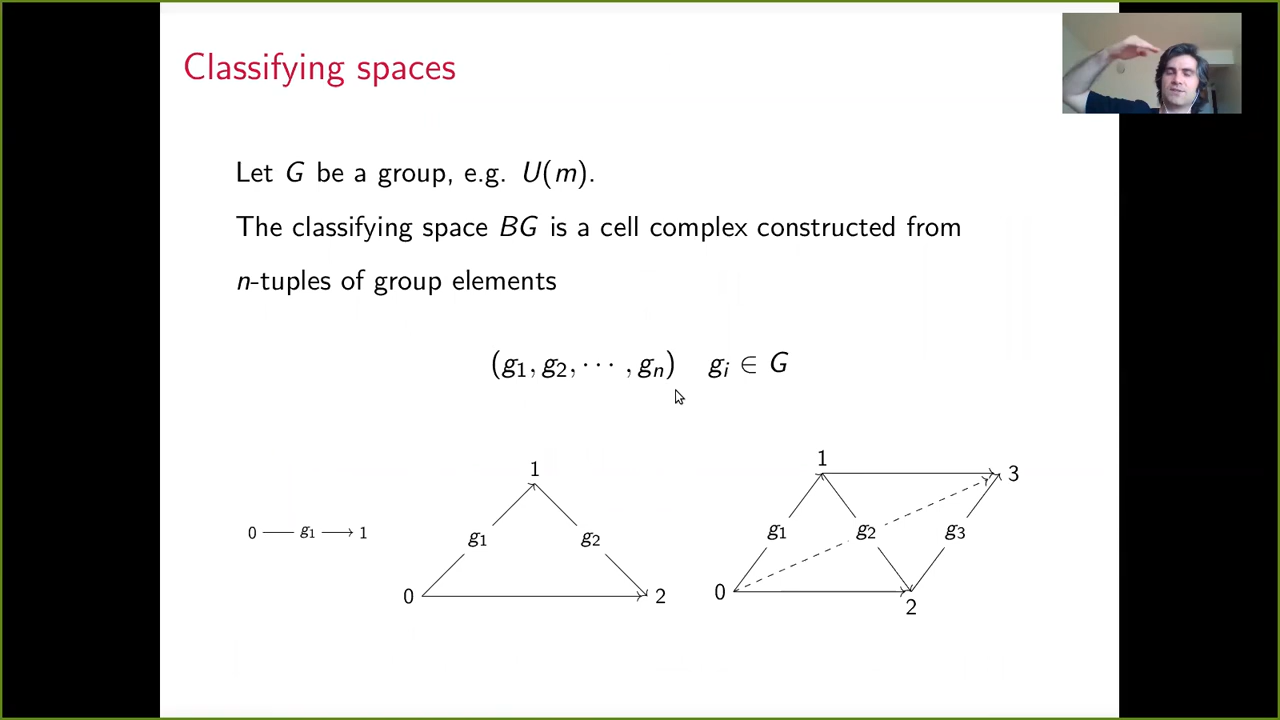 Classifying spaces
Let G be a group, e.g. U(m).
The classifying space BG is a cell complex constructed from
n-tuples of group elements
(g₁, g₂, ⋯ , gₙ) gᵢ ∈ G
0 g₁ 1
1
g₁ g₂
0 2
1 3
g₁ g₂ g₃
0
2